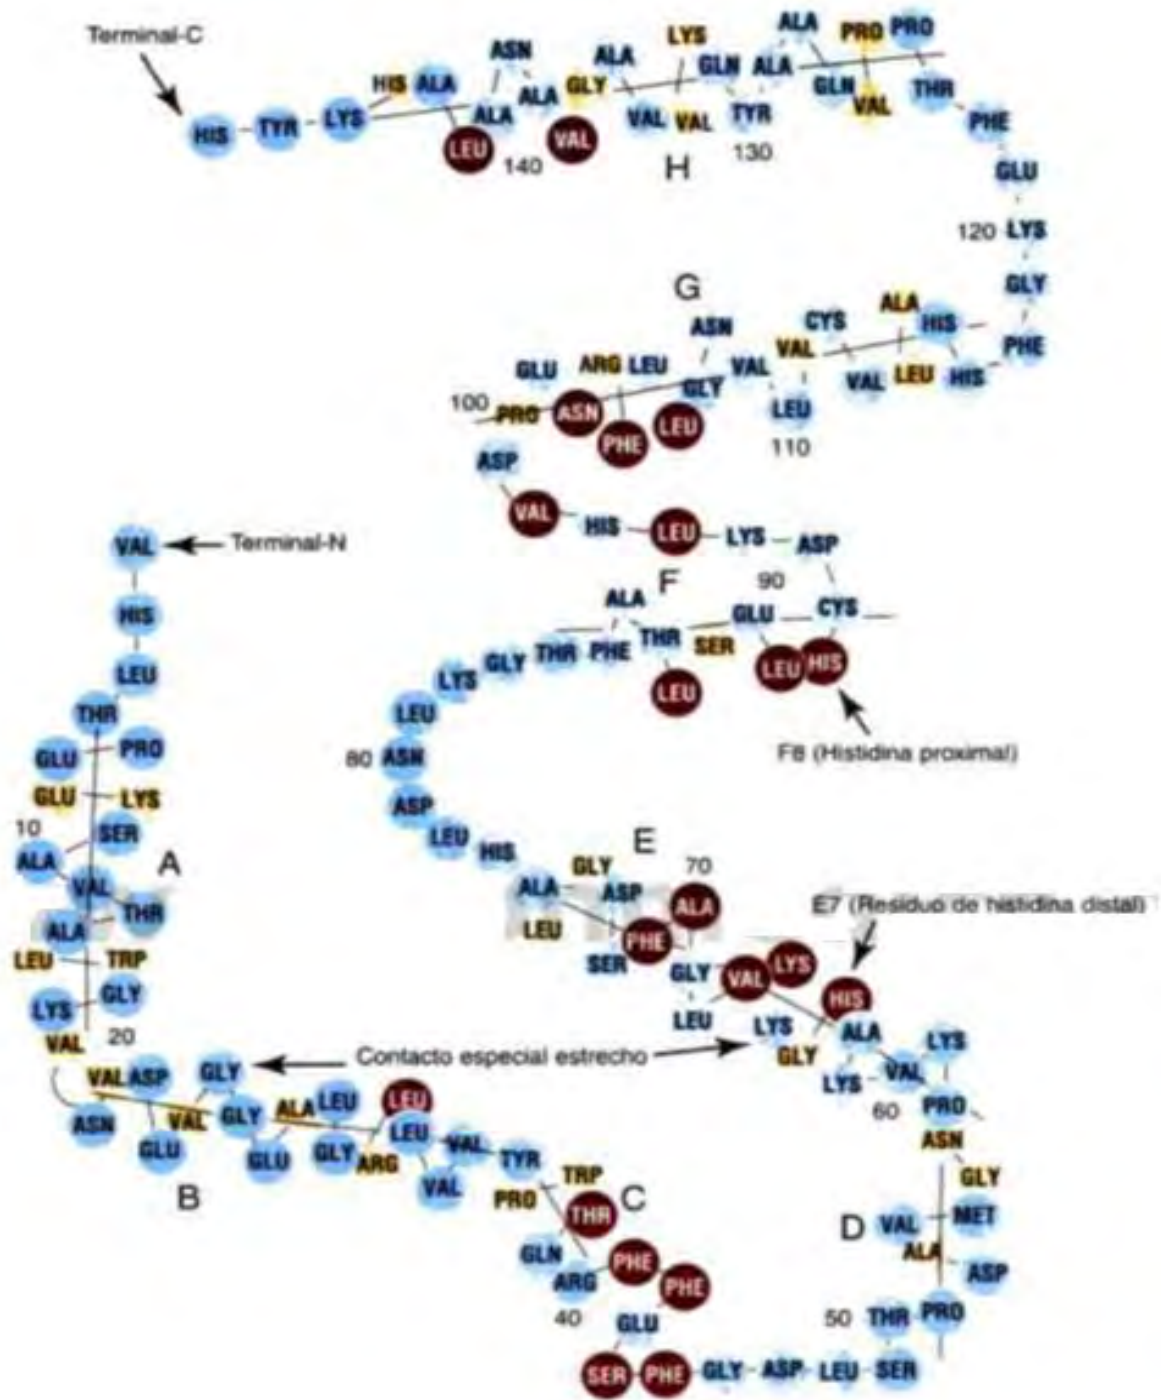 Terminal-C
HIS TYR LYS HIS ALA LEU ALA ASN ALA VAL GLY ALA VAL LYS VAL GLN TYR ALA ALA GLN PRO VAL PRO THR PHE
140
H
130
GLU
120 LYS
GLY
PHE
G
GLU ARG LEU ASN VAL VAL CYS ALA HIS
100 PRO ASN PHE LEU GLY LEU VAL LEU HIS
110
ASP
VAL HIS LEU LYS ASP
F
90
ALA
LYS GLY THR PHE THR SER GLU CYS
LEU LEU HIS
LEU
80 ASN
F8 (Histidina proximal)
ASP
LEU HIS
E
70
ALA GLY ASP ALA
LEU SER PHE GLY VAL LYS
E7 (Residuo de histidina distal)
HIS
LEU LYS GLY ALA LYS
LYS VAL
60 PRO
ASN
GLY
D VAL MET
ALA
ASP
50 THR PRO
SER PHE GLY ASP LEU SER
VAL
Terminal-N
HIS
LEU
THR
GLU PRO
GLU LYS
10 SER
ALA
A
VAL
THR
ALA
LEU TRP
LYS GLY
VAL 20
Contacto especial estrecho
VAL ASP GLY
ASN GLU VAL GLY GLU ALA LEU GLY ARG LEU LEU VAL VAL TYR
B
PRO TRP
C
THR
GLN PHE
ARG PHE
40
GLU